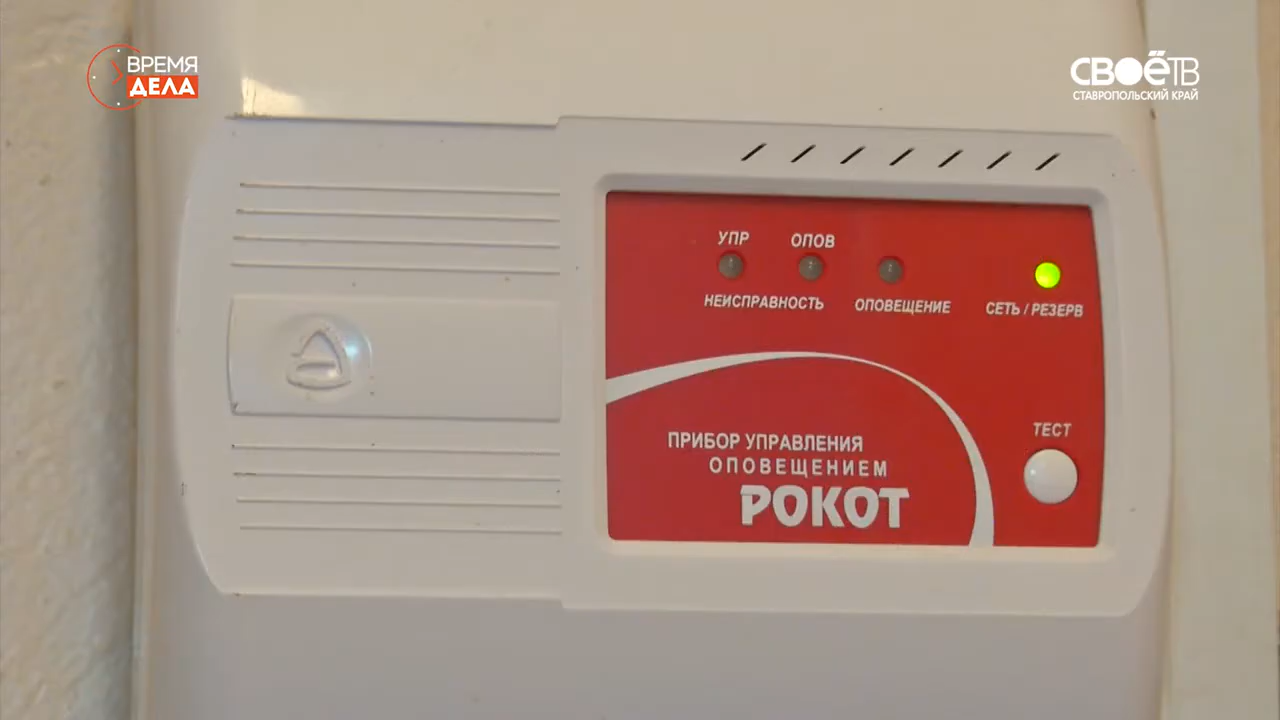 ВРЕМЯ
ДЕЛА
СВОЁТВ
СТАВРОПОЛЬСКИЙ КРАЙ
УПР ОПОВ
НЕИСПРАВНОСТЬ ОПОВЕЩЕНИЕ СЕТЬ / РЕЗЕРВ
ТЕСТ
ПРИБОР УПРАВЛЕНИЯ
ОПОВЕЩЕНИЕМ
РОКОТ